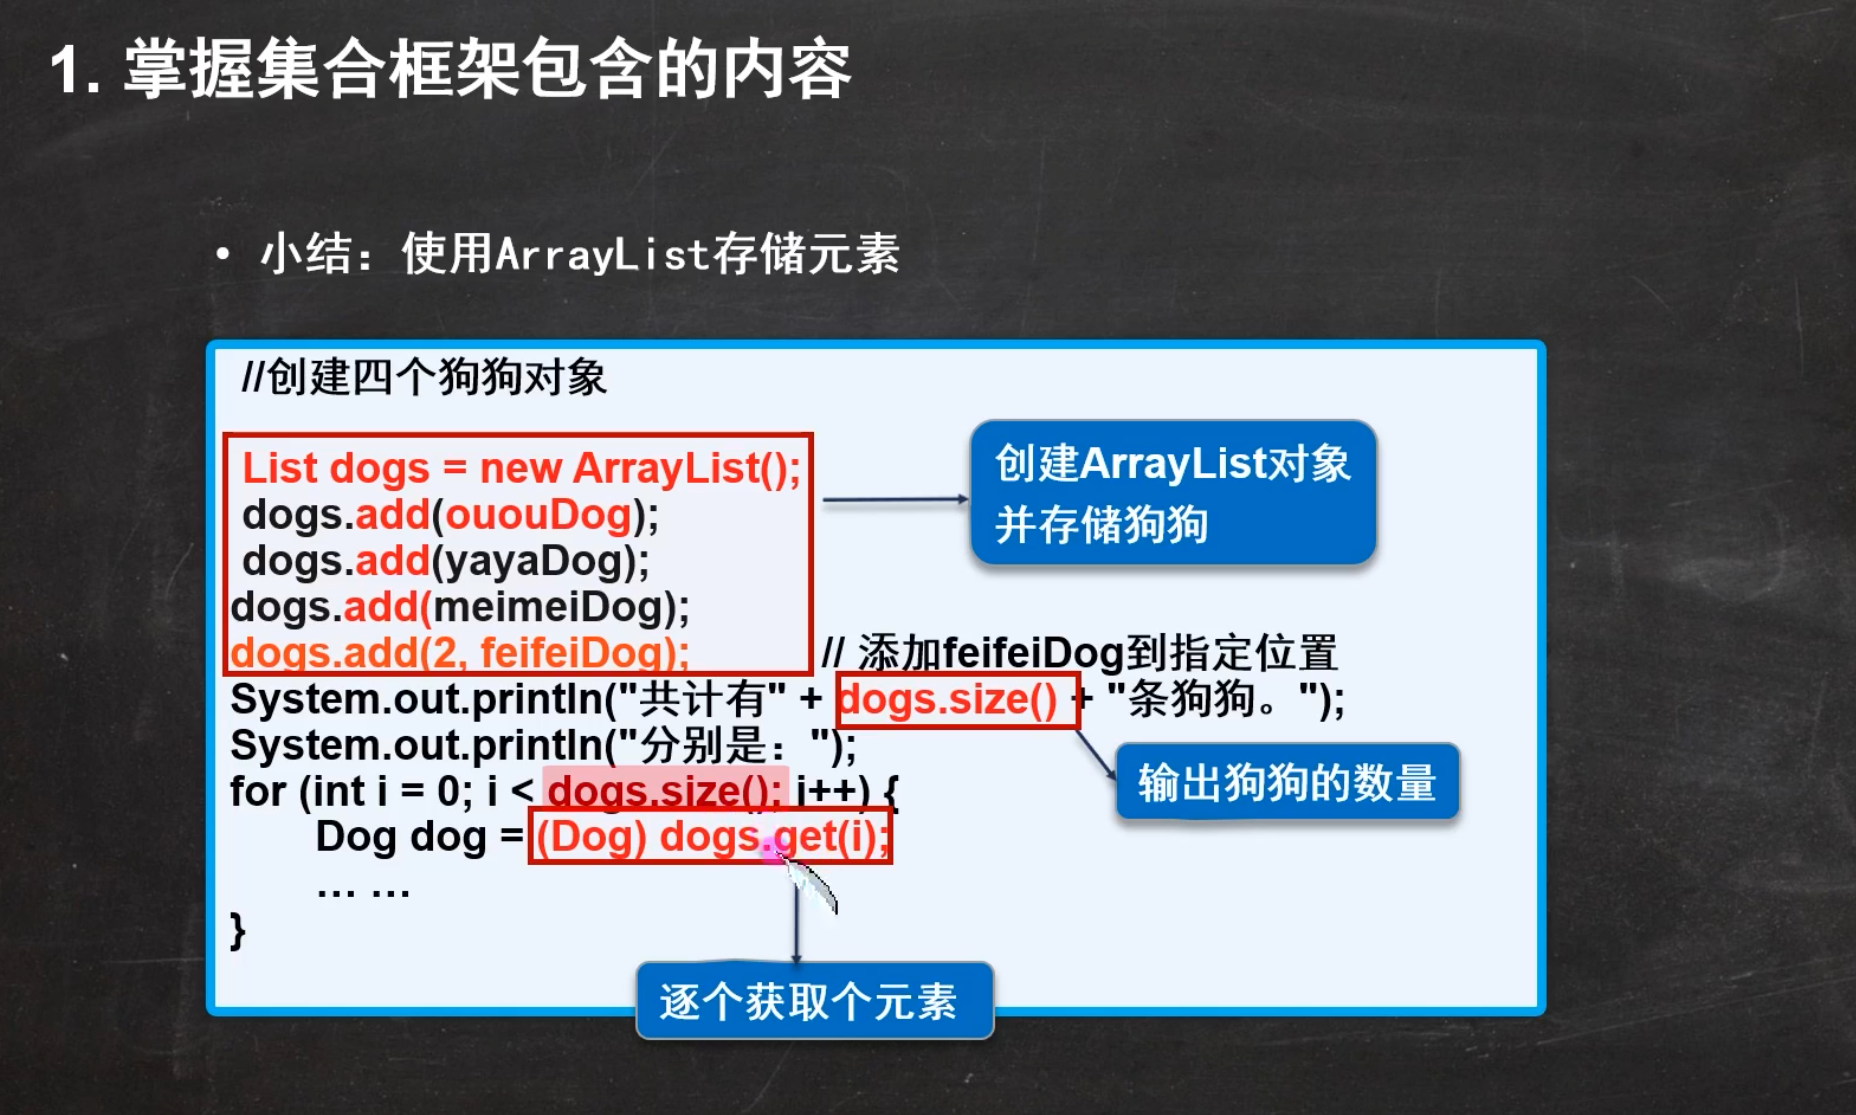 1. 掌握集合框架包含的内容
• 小结：使用ArrayList存储元素
//创建四个狗狗对象
List dogs = new ArrayList();
dogs.add(ououDog);
dogs.add(yayaDog);
dogs.add(meimeiDog);
dogs.add(2, feifeiDog); // 添加feifeiDog到指定位置
System.out.println("共计有" + dogs.size() + "条狗狗。");
System.out.println("分别是：");
for (int i = 0; i < dogs.size(); i++) {
Dog dog = (Dog) dogs.get(i);
... ...
}
创建ArrayList对象
并存储狗狗
输出狗狗的数量
逐个获取个元素